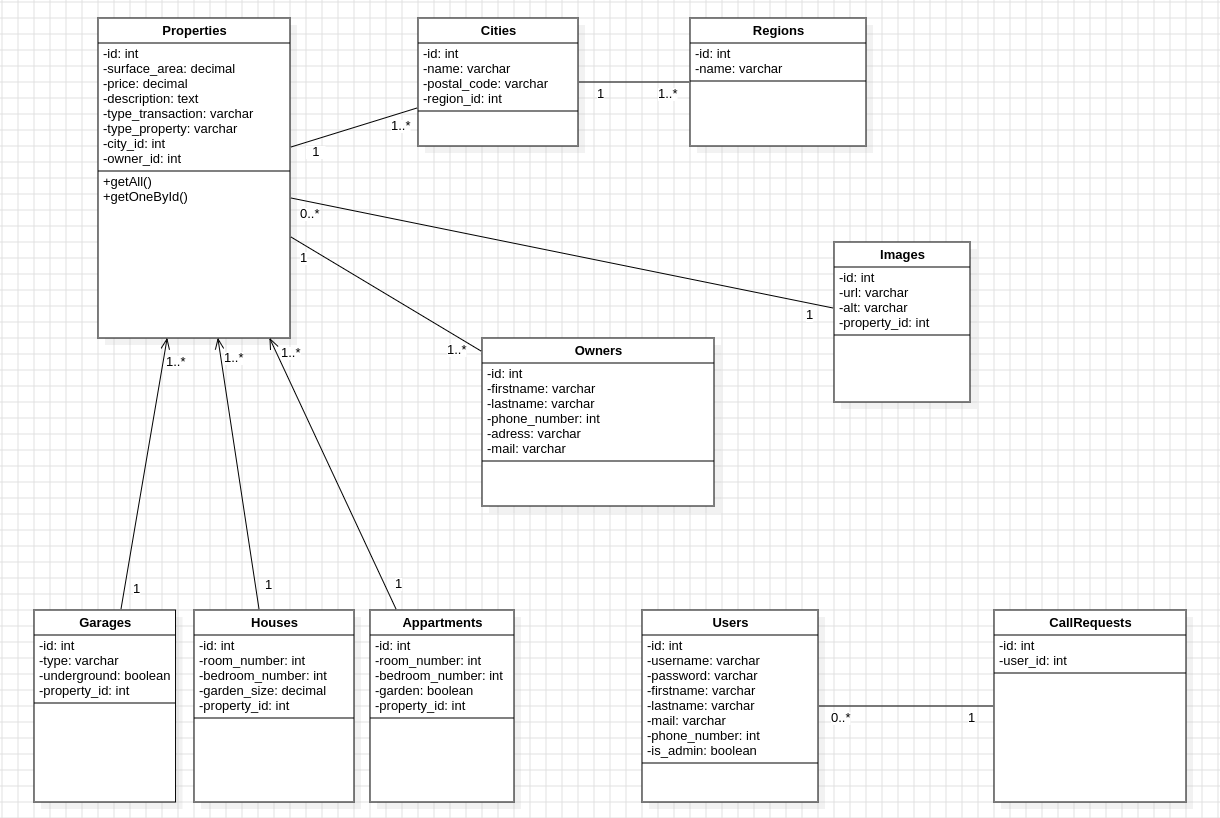 Properties
-id: int
-surface_area: decimal
-price: decimal
-description: text
-type_transaction: varchar
-type_property: varchar
-city_id: int
-owner_id: int
+getAll()
+getOneById()
Cities
-id: int
-name: varchar
-postal_code: varchar
-region_id: int
Regions
-id: int
-name: varchar
1
1..*
1..*
1
0..*
1
1
1..*
Images
-id: int
-url: varchar
-alt: varchar
-property_id: int
Owners
-id: int
-firstname: varchar
-lastname: varchar
-phone_number: int
-adress: varchar
-mail: varchar
1..*
1..*
1..*
1
1
1
Garages
-id: int
-type: varchar
-underground: boolean
-property_id: int
Houses
-id: int
-room_number: int
-bedroom_number: int
-garden_size: decimal
-property_id: int
Appartments
-id: int
-room_number: int
-bedroom_number: int
-garden: boolean
-property_id: int
Users
-id: int
-username: varchar
-password: varchar
-firstname: varchar
-lastname: varchar
-mail: varchar
-phone_number: int
-is_admin: boolean
0..*
1
CallRequests
-id: int
-user_id: int